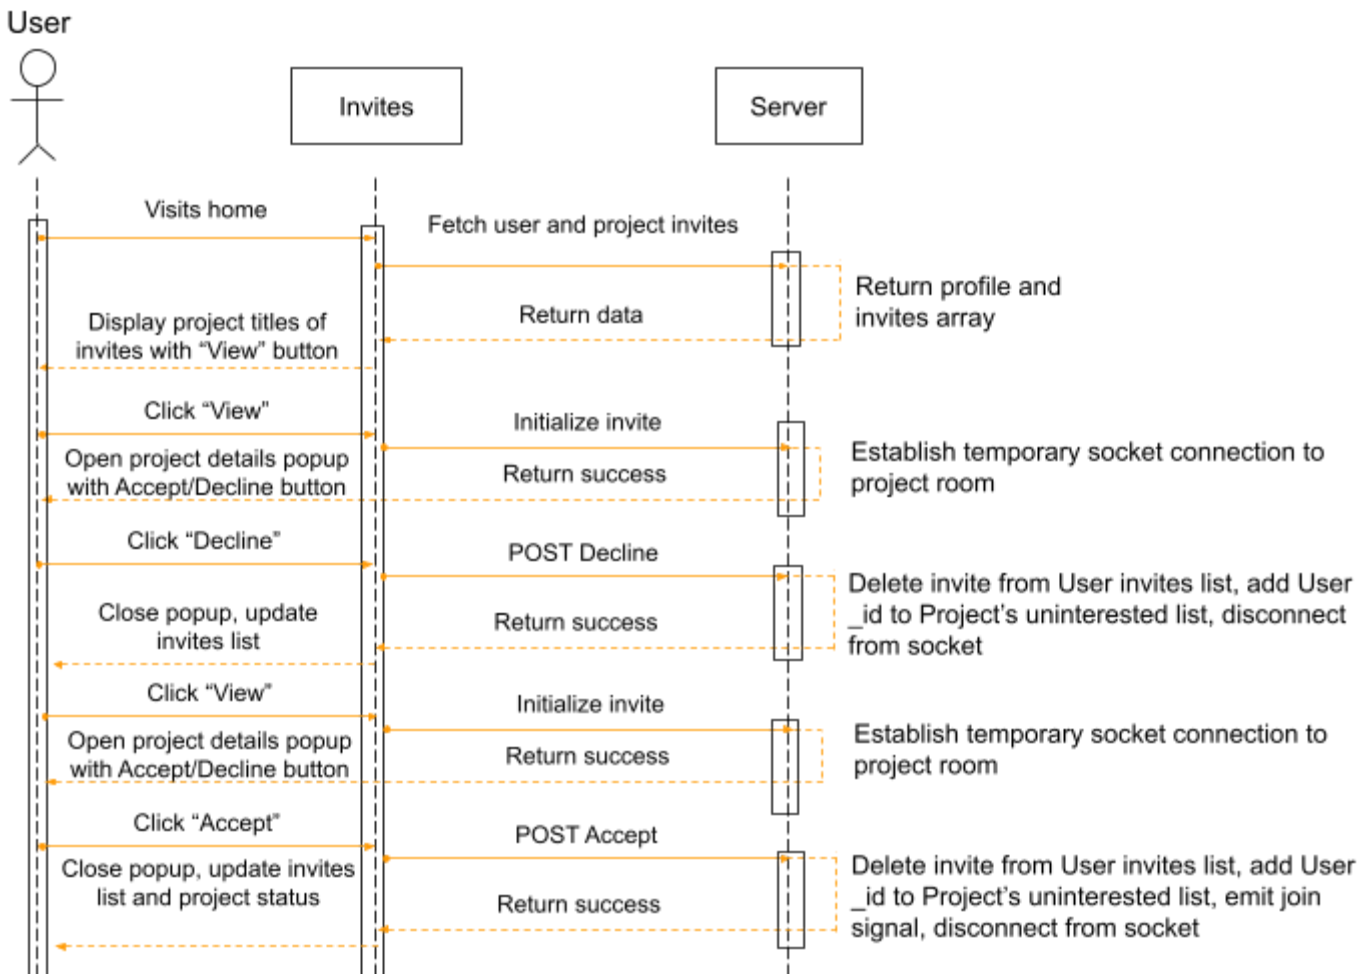 User
Invites
Server
Visits home
Fetch user and project invites
Return profile and
invites array
Return data
Display project titles of
invites with “View” button
Click “View”
Initialize invite
Establish temporary socket connection to
project room
Open project details popup
with Accept/Decline button
Return success
Click “Decline”
POST Decline
Delete invite from User invites list, add User
_id to Project’s uninterested list, disconnect
from socket
Close popup, update
invites list
Return success
Click “View”
Initialize invite
Establish temporary socket connection to
project room
Open project details popup
with Accept/Decline button
Return success
Click “Accept”
POST Accept
Delete invite from User invites list, add User
_id to Project’s uninterested list, emit join
signal, disconnect from socket
Close popup, update invites
list and project status
Return success